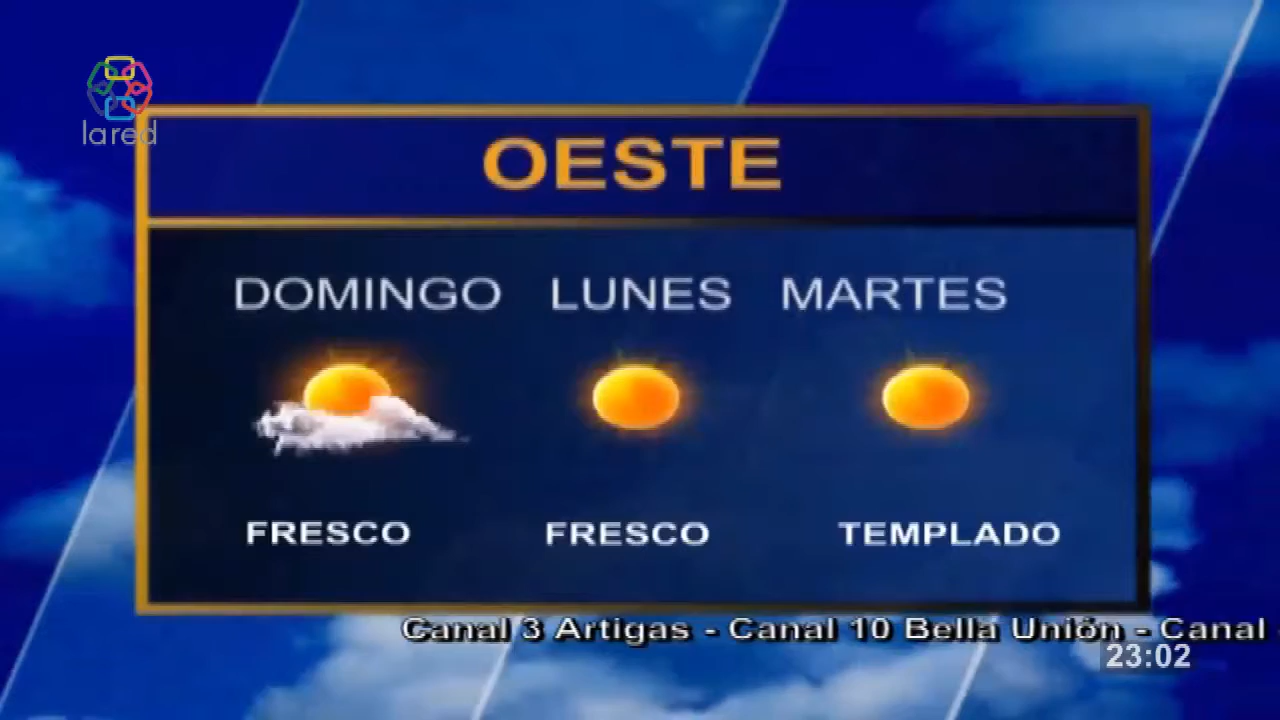 lared
OESTE
DOMINGO LUNES MARTES
FRESCO FRESCO TEMPLADO
Canal 3 Artigas - Canal 10 Bella Unión - Canal
23:02